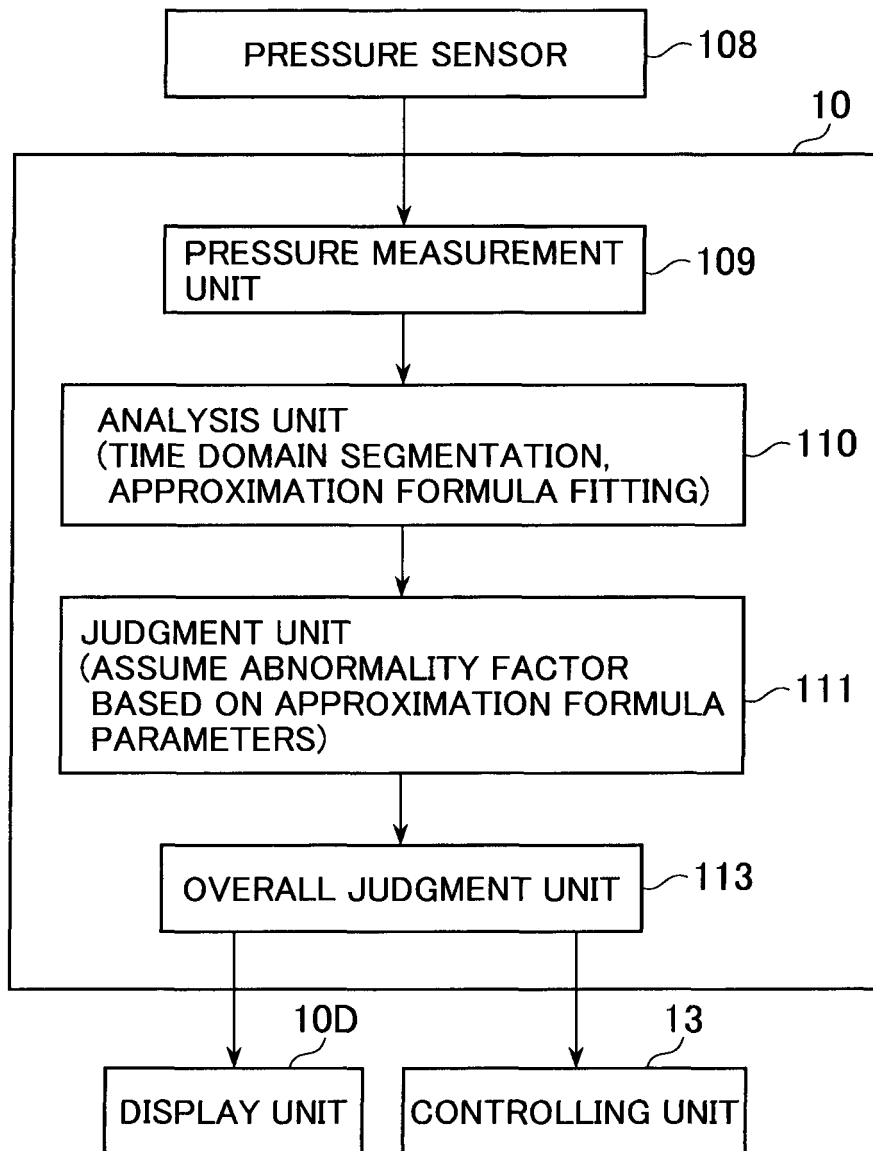 PRESSURE SENSOR
108
10
PRESSURE MEASUREMENT
UNIT
109
ANALYSIS UNIT
(TIME DOMAIN SEGMENTATION,
APPROXIMATION FORMULA FITTING)
110
JUDGMENT UNIT
(ASSUME ABNORMALITY FACTOR
BASED ON APPROXIMATION FORMULA
PARAMETERS)
111
OVERALL JUDGMENT UNIT
113
10D
13
DISPLAY UNIT
CONTROLLING UNIT